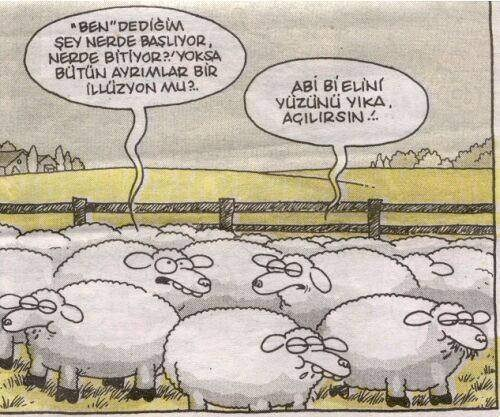 "BEN" DEDİĞİM
ŞEY NERDE BAŞLIYOR,
NERDE BİTİYOR?! YOKSA
BÜTÜN AYRIMLAR BİR
İLLÜZYON MU?..
ABİ Bİ ELİNİ
YÜZÜNÜ YIKA,
AÇILIRSIN!..